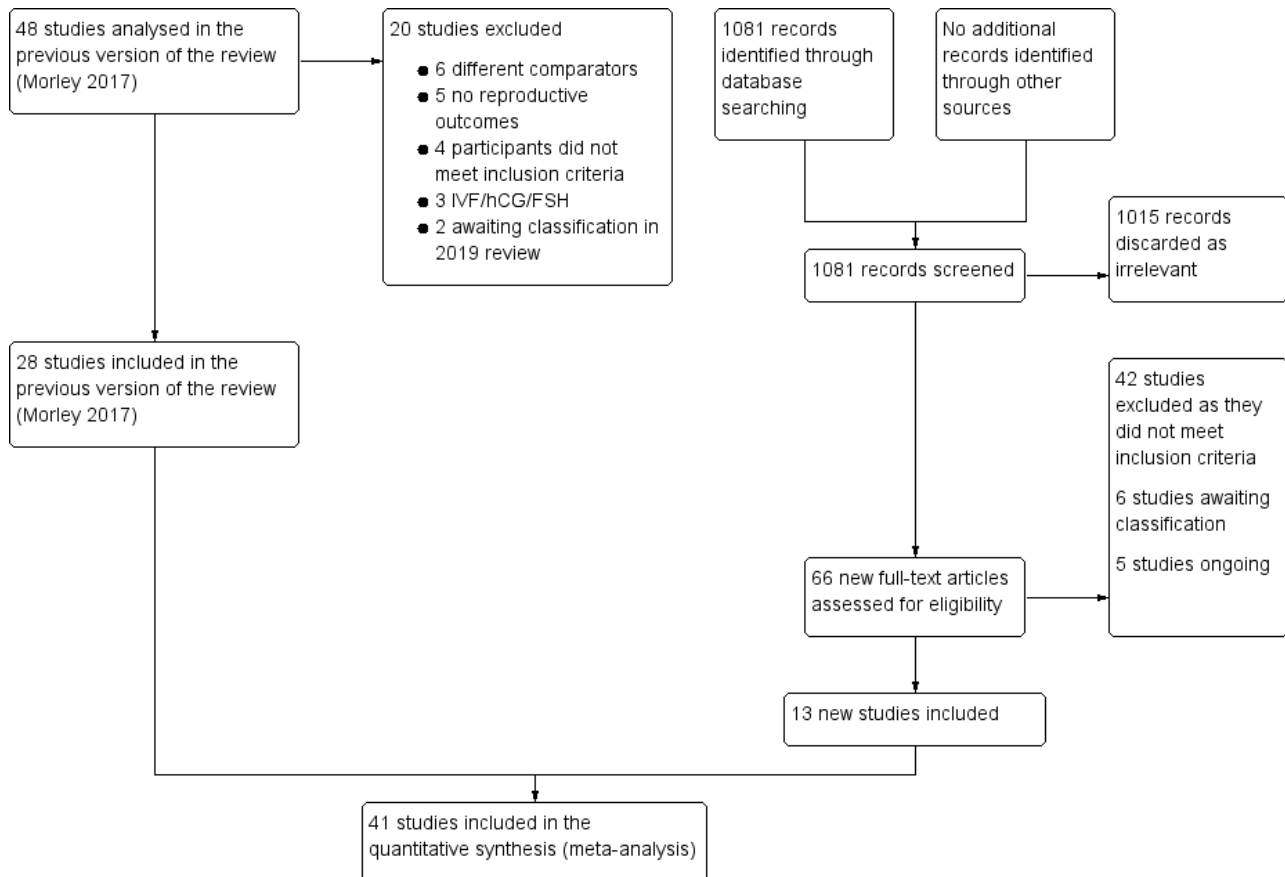 48 studies analysed in the
previous version of the review
(Morley 2017)
20 studies excluded
● 6 different comparators
● 5 no reproductive
outcomes
● 4 participants did not
meet inclusion criteria
● 3 IVF/hCG/FSH
● 2 awaiting classification in
2019 review
1081 records
identified through
database
searching
No additional
records identified
through other
sources
1081 records screened
1015 records
discarded as
irrelevant
28 studies included in the
previous version of the review
(Morley 2017)
42 studies
excluded as they
did not meet
inclusion criteria
6 studies awaiting
classification
5 studies ongoing
66 new full-text articles
assessed for eligibility
13 new studies included
41 studies included in the
quantitative synthesis (meta-analysis)